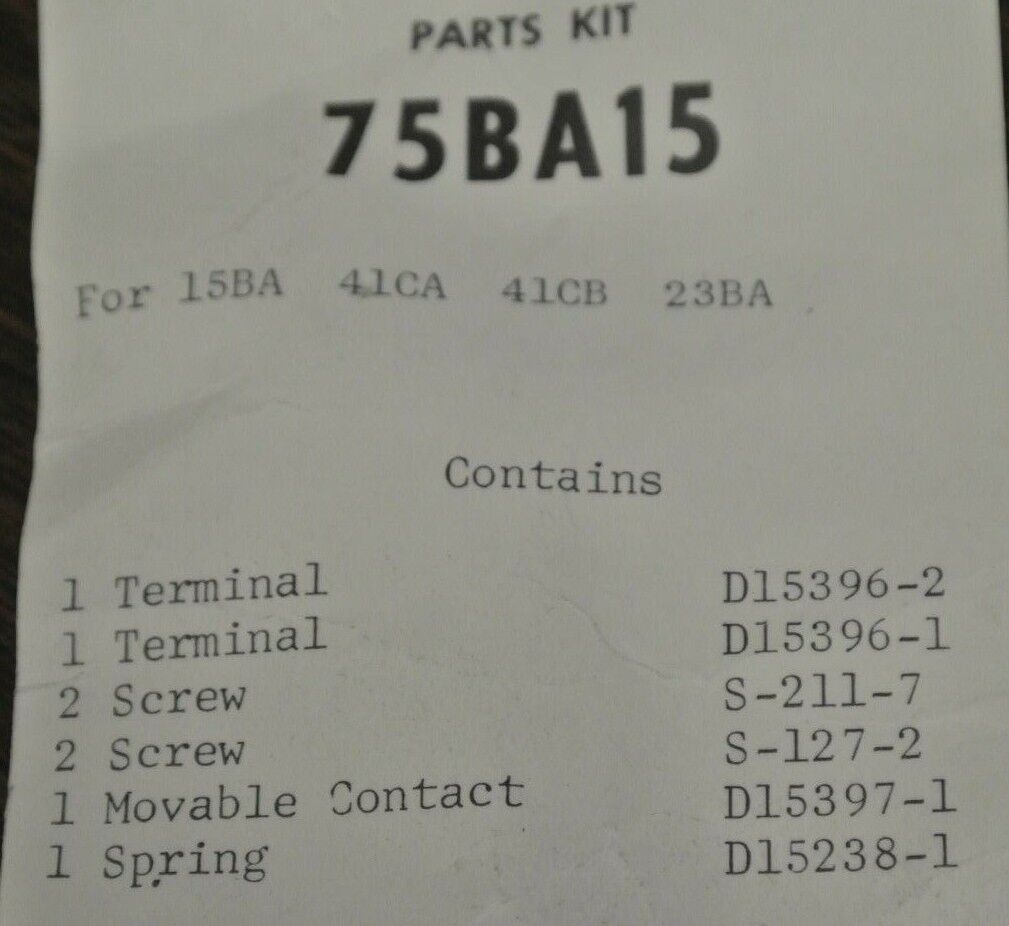 PARTS KIT
75BA15
For 15BA 41CA 41CB 23BA
Contains
1 Terminal D15396-2
1 Terminal D15396-1
2 Screw S-211-7
2 Screw S-127-2
1 Movable Contact D15397-1
1 Spring D15238-1